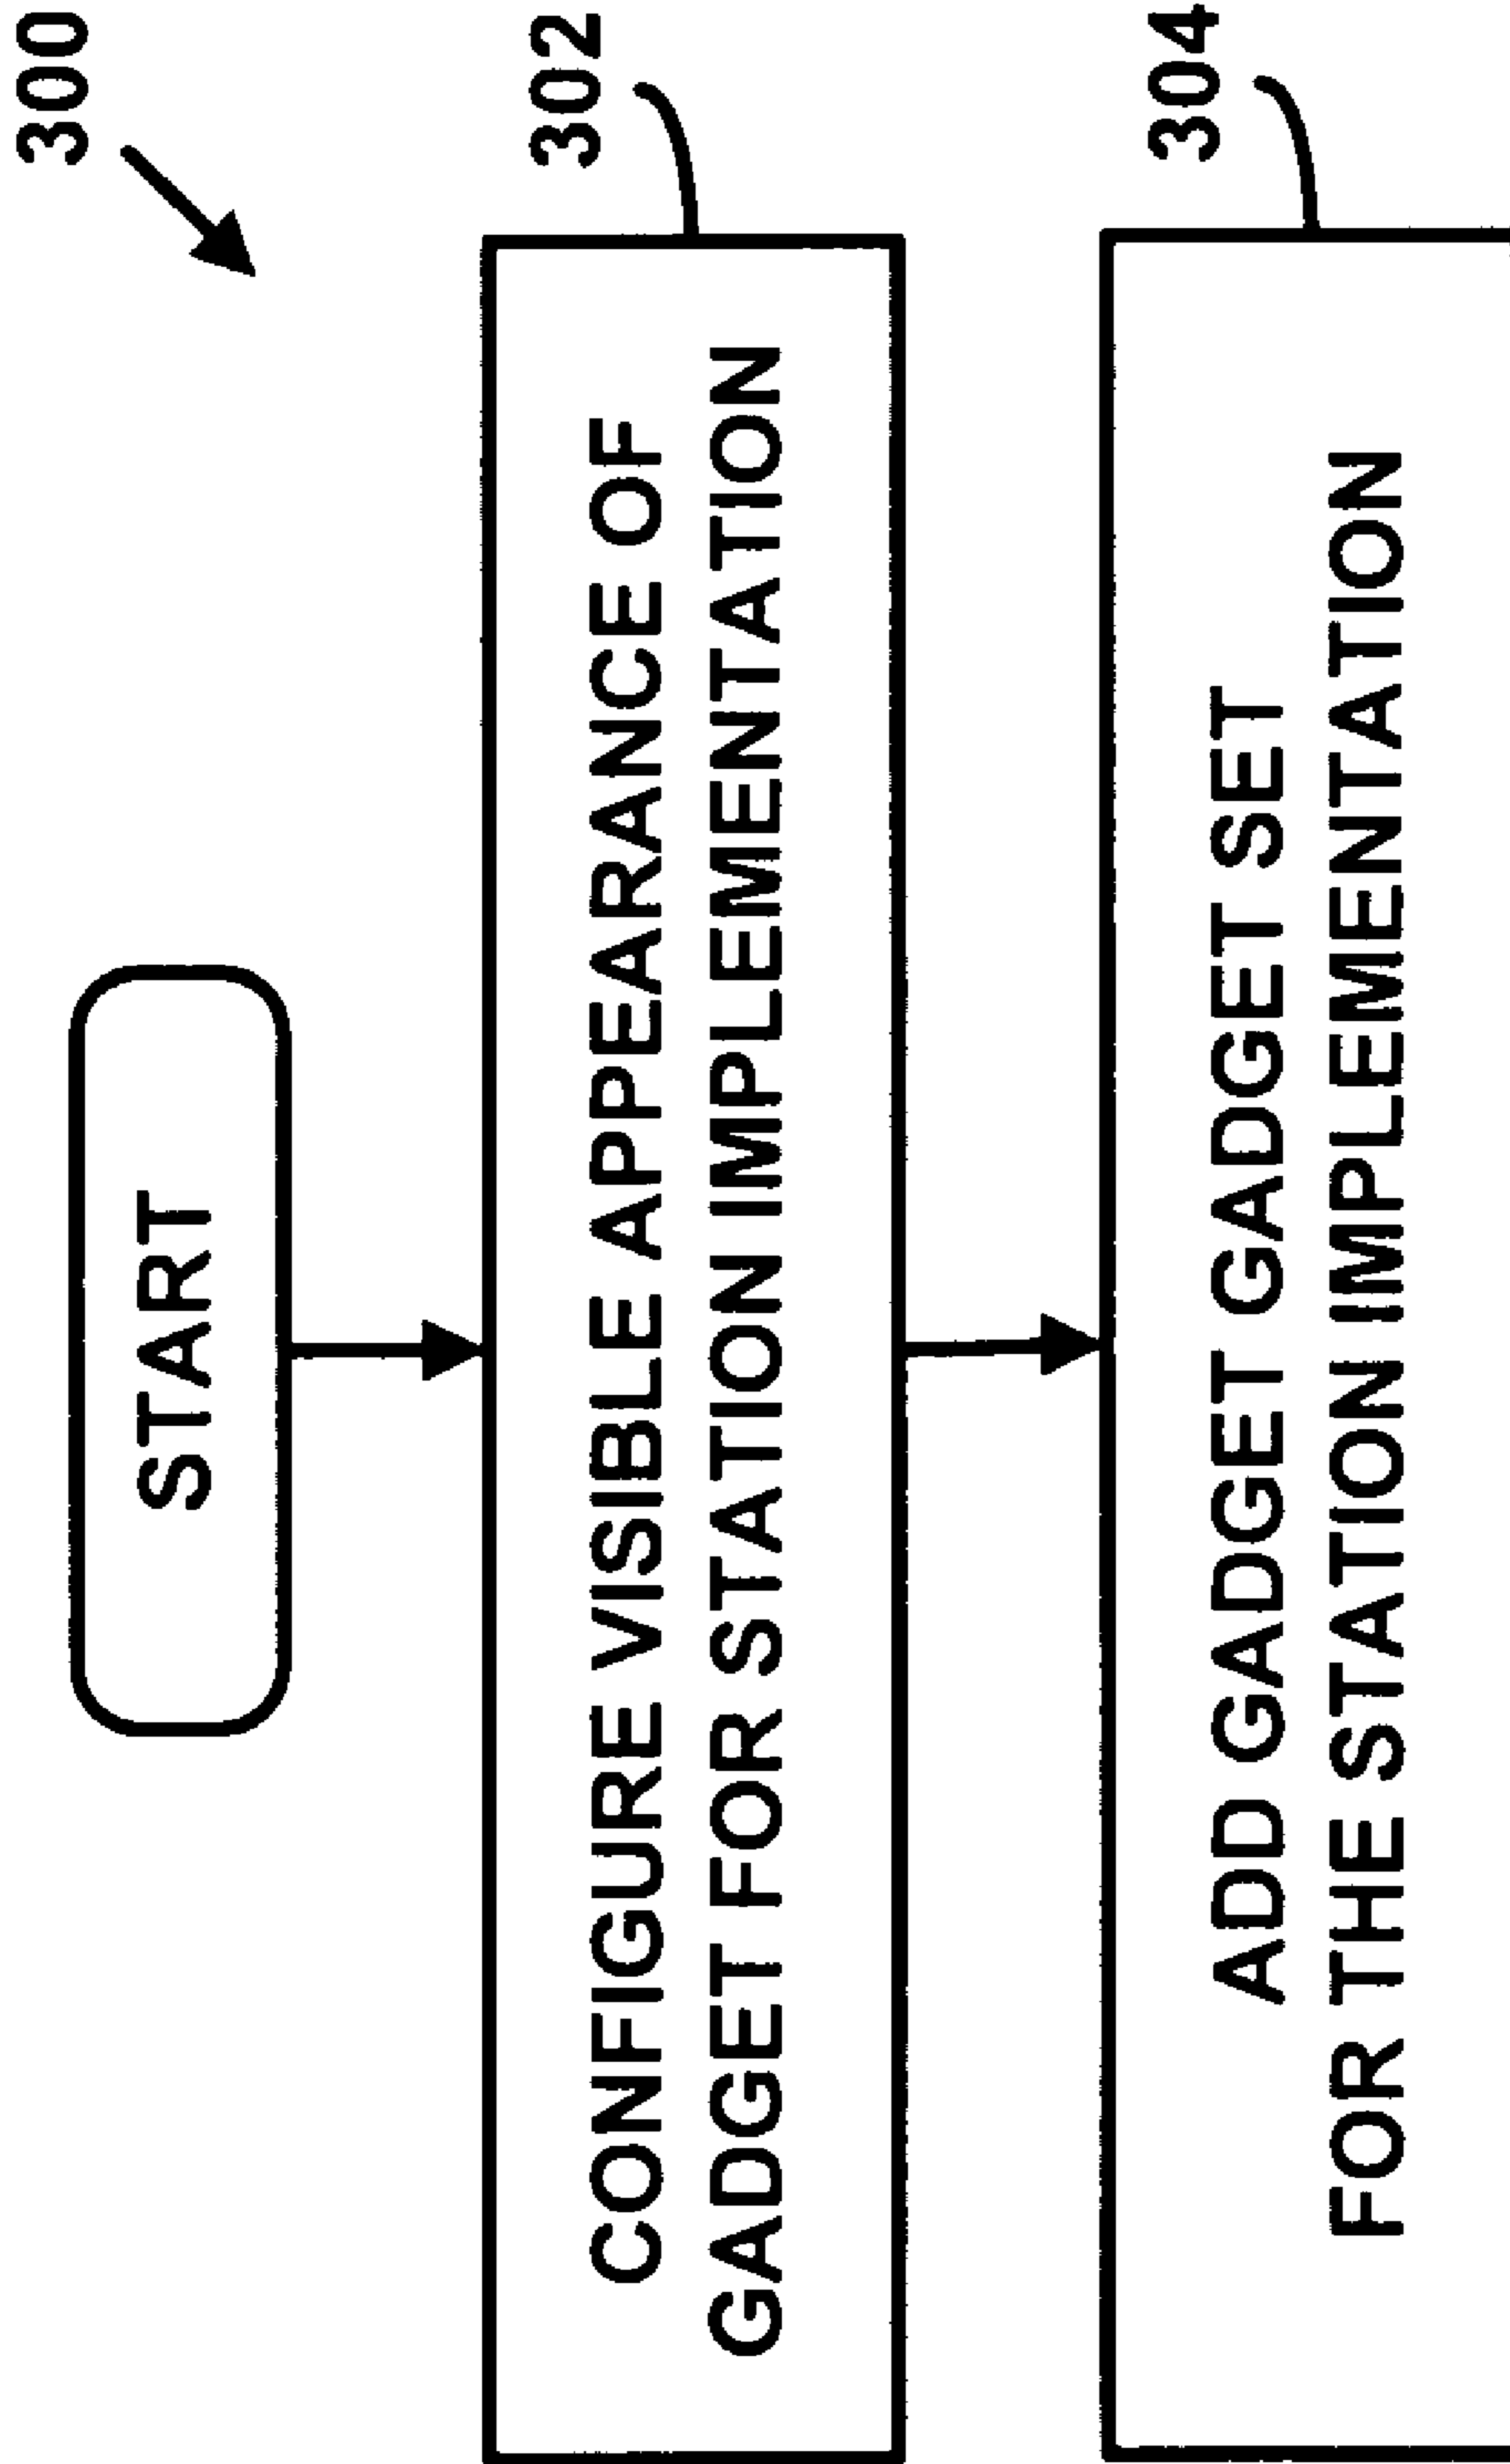 300
START
302
CONFIGURE VISIBLE APPEARANCE OF
GADGET FOR STATION IMPLEMENTATION
304
ADD GADGET GADGET GADGET SET
FOR THE STATION IMPLEMENTATION